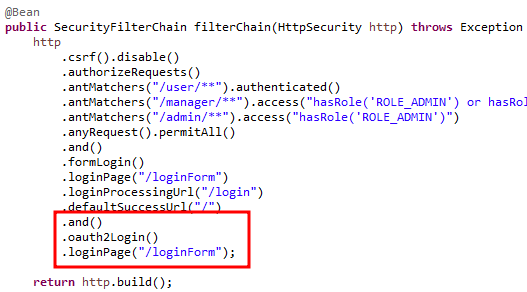 @Bean
public SecurityFilterChain filterChain(HttpSecurity http) throws Exception
http
.csrf().disable()
.authorizeRequests()
.antMatchers("/user/**").authenticated()
.antMatchers("/manager/**").access("hasRole('ROLE_ADMIN') or hasRol
.antMatchers("/admin/**").access("hasRole('ROLE_ADMIN')")
.anyRequest().permitAll()
.and()
.formLogin()
.loginPage("/loginForm")
.loginProcessingUrl("/login")
.defaultSuccessUrl("/")
.and()
.oauth2Login()
.loginPage("/loginForm");
return http.build();